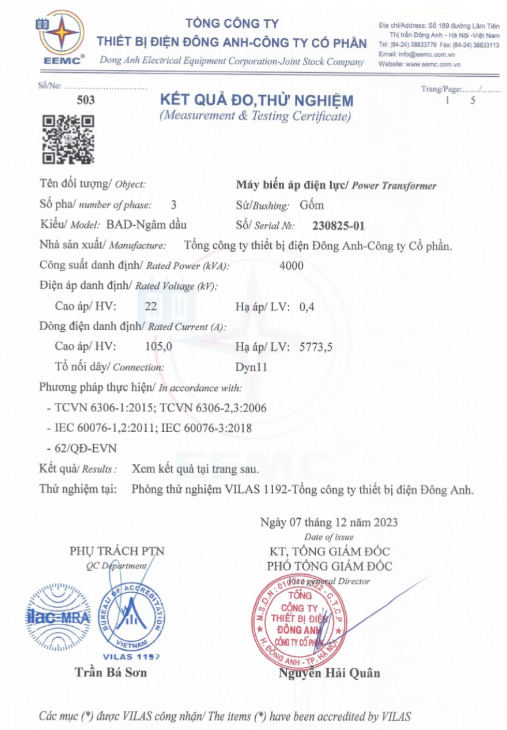 TỔNG CÔNG TY
THIẾT BỊ ĐIỆN ĐÔNG ANH-CÔNG TY CỔ PHẦN
Dong Anh Electrical Equipment Corporation-Joint Stock Company
EEMC
Địa chỉ/Address: Số 189 đường Lâm Tiên
Thị trấn Đông Anh - Hà Nội -Việt Nam
Tel: (84-24) 38833779 Fax: (84-24) 38833113
Email: info@eemc.com.vn
Website: www.eemc.com.vn
Số/No: ..............
503
Trang/Page:....../......
1 5
KẾT QUẢ ĐO,THỬ NGHIỆM
(Measurement & Testing Certificate)
Tên đối tượng/ Object: Máy biến áp điện lực/ Power Transformer
Số pha/ number of phase: 3 Sứ/Bushing: Gốm
Kiểu/ Model: BAD-Ngâm dầu Số/ Serial №: 230825-01
Nhà sản xuất/ Manufacture: Tổng công ty thiết bị điện Đông Anh-Công ty Cổ phần.
Công suất danh định/ Rated Power (kVA): 4000
Điện áp danh định/ Rated Voltage (kV):
Cao áp/ HV: 22 Hạ áp/ LV: 0,4
Dòng điện danh định/ Rated Current (A):
Cao áp/ HV: 105,0 Hạ áp/ LV: 5773,5
Tổ nối dây/ Connection: Dyn11
Phương pháp thực hiện/ In accordance with:
- TCVN 6306-1:2015; TCVN 6306-2,3:2006
- IEC 60076-1,2:2011; IEC 60076-3:2018
- 62/QĐ-EVN
EEMC
Kết quả/ Results : Xem kết quả tại trang sau.
Thử nghiệm tại: Phòng thử nghiệm VILAS 1192-Tổng công ty thiết bị điện Đông Anh.
Ngày 07 tháng 12 năm 2023
Date of issue
PHỤ TRÁCH PTN
QC Department
KT, TỔNG GIÁM ĐỐC
PHÓ TỔNG GIÁM ĐỐC
Vice general Director
ilac-MRA
BUREAU OF ACCREDITATION
VIETNAM
VILAS 1192
TỔNG
CÔNG TY
THIẾT BỊ ĐIỆN
ĐÔNG ANH
CÔNG TY CỔ PHẦN
H. ĐÔNG ANH - TP. HÀ NỘI
Trần Bá Sơn
Nguyễn Hải Quân
Các mục (*) được VILAS công nhận/ The items (*) have been accredited by VILAS